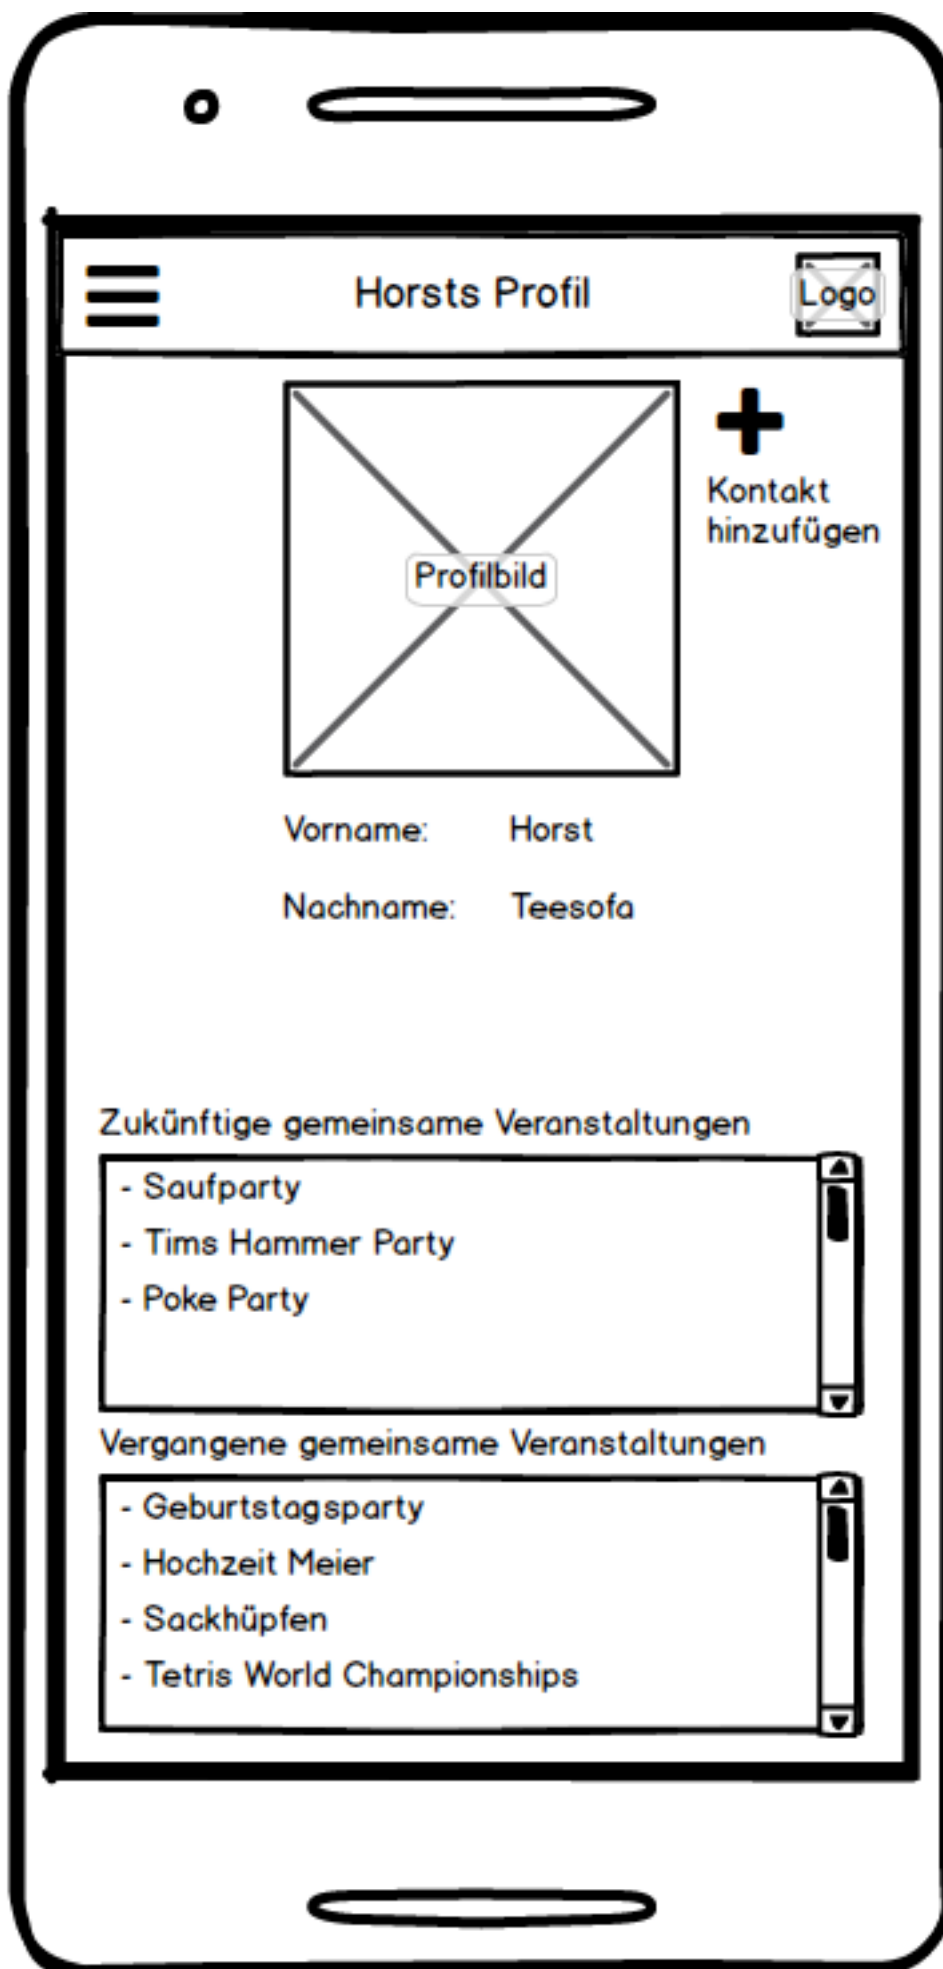 Horsts Profil
Logo
Kontakt
hinzufügen
Profilbild
Vorname: Horst
Nachname: Teesofa
Zukünftige gemeinsame Veranstaltungen
- Saufparty
- Tims Hammer Party
- Poke Party
Vergangene gemeinsame Veranstaltungen
- Geburtstagsparty
- Hochzeit Meier
- Sackhüpfen
- Tetris World Championships